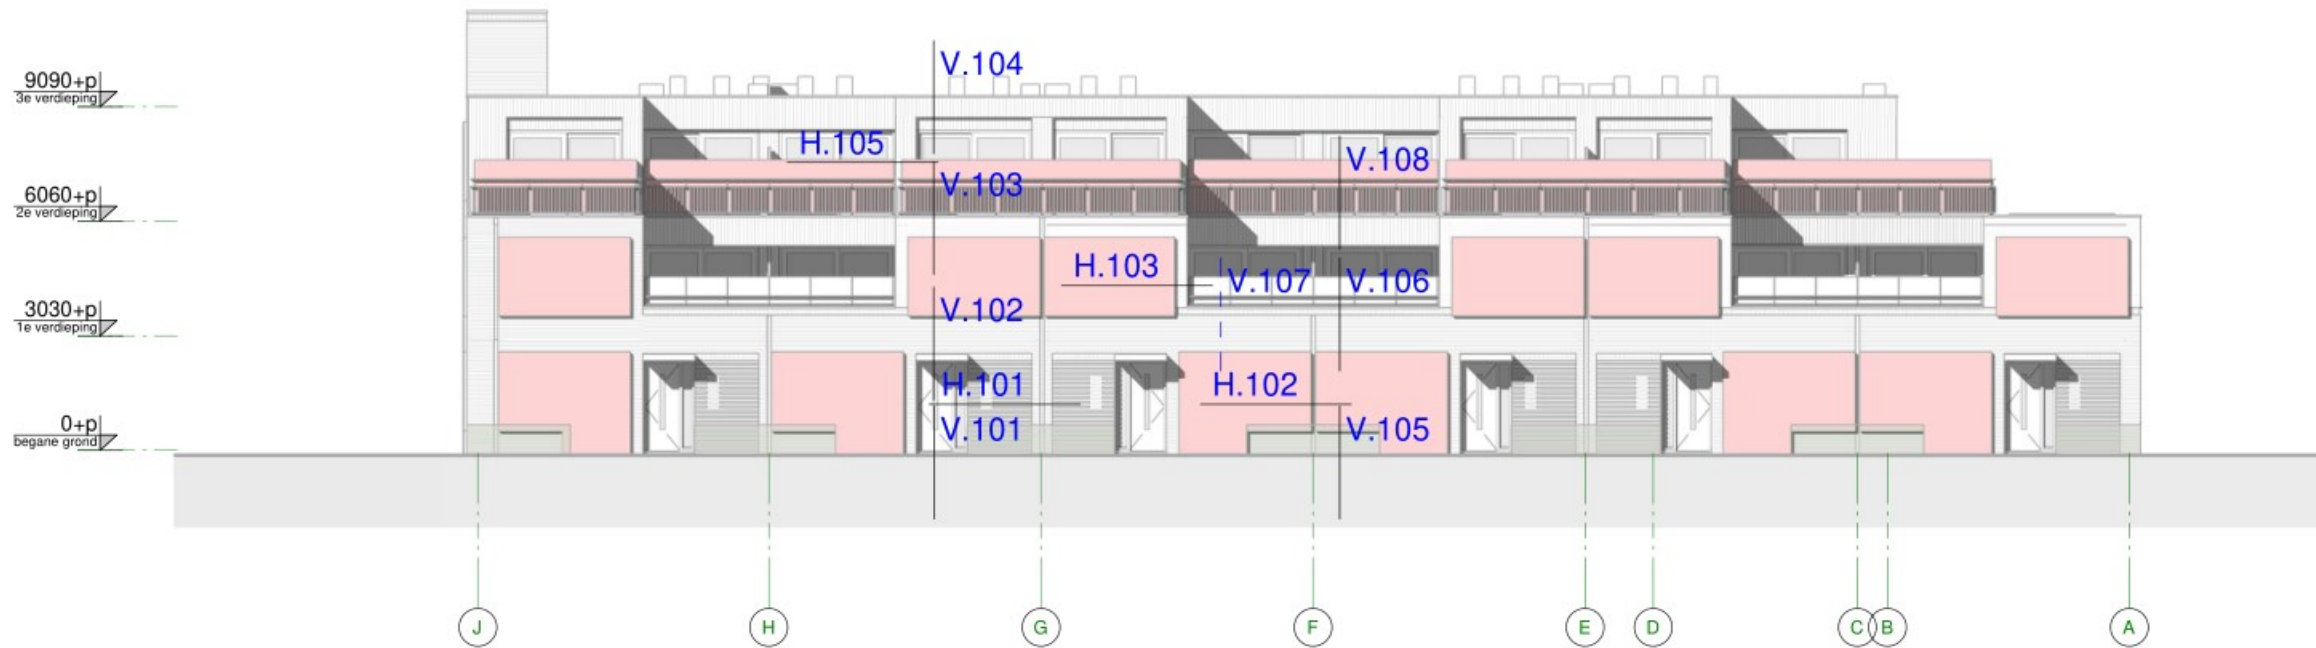 V.104
9090+p
3e verdieping
H.105
V.108
V.103
6060+p
2e verdieping
H.103
V.107
V.106
3030+p
1e verdieping
V.102
H.101
H.102
0+p
begane grond
V.101
V.105
J
H
G
F
E
D
C
B
A